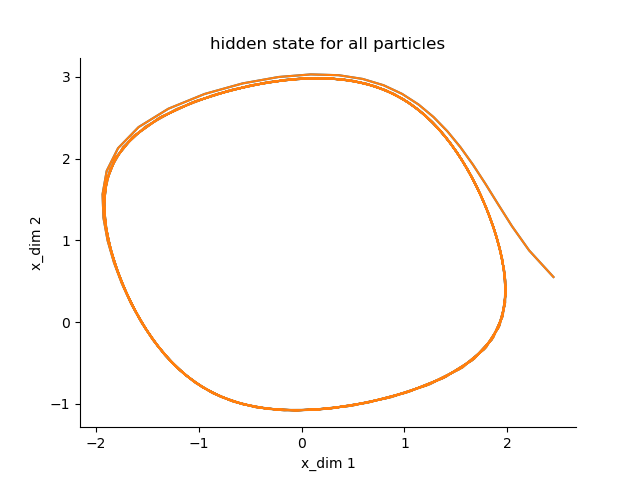 hidden state for all particles
3
2
1
0
−1
x_dim 2
−2 −1 0 1 2
x_dim 1